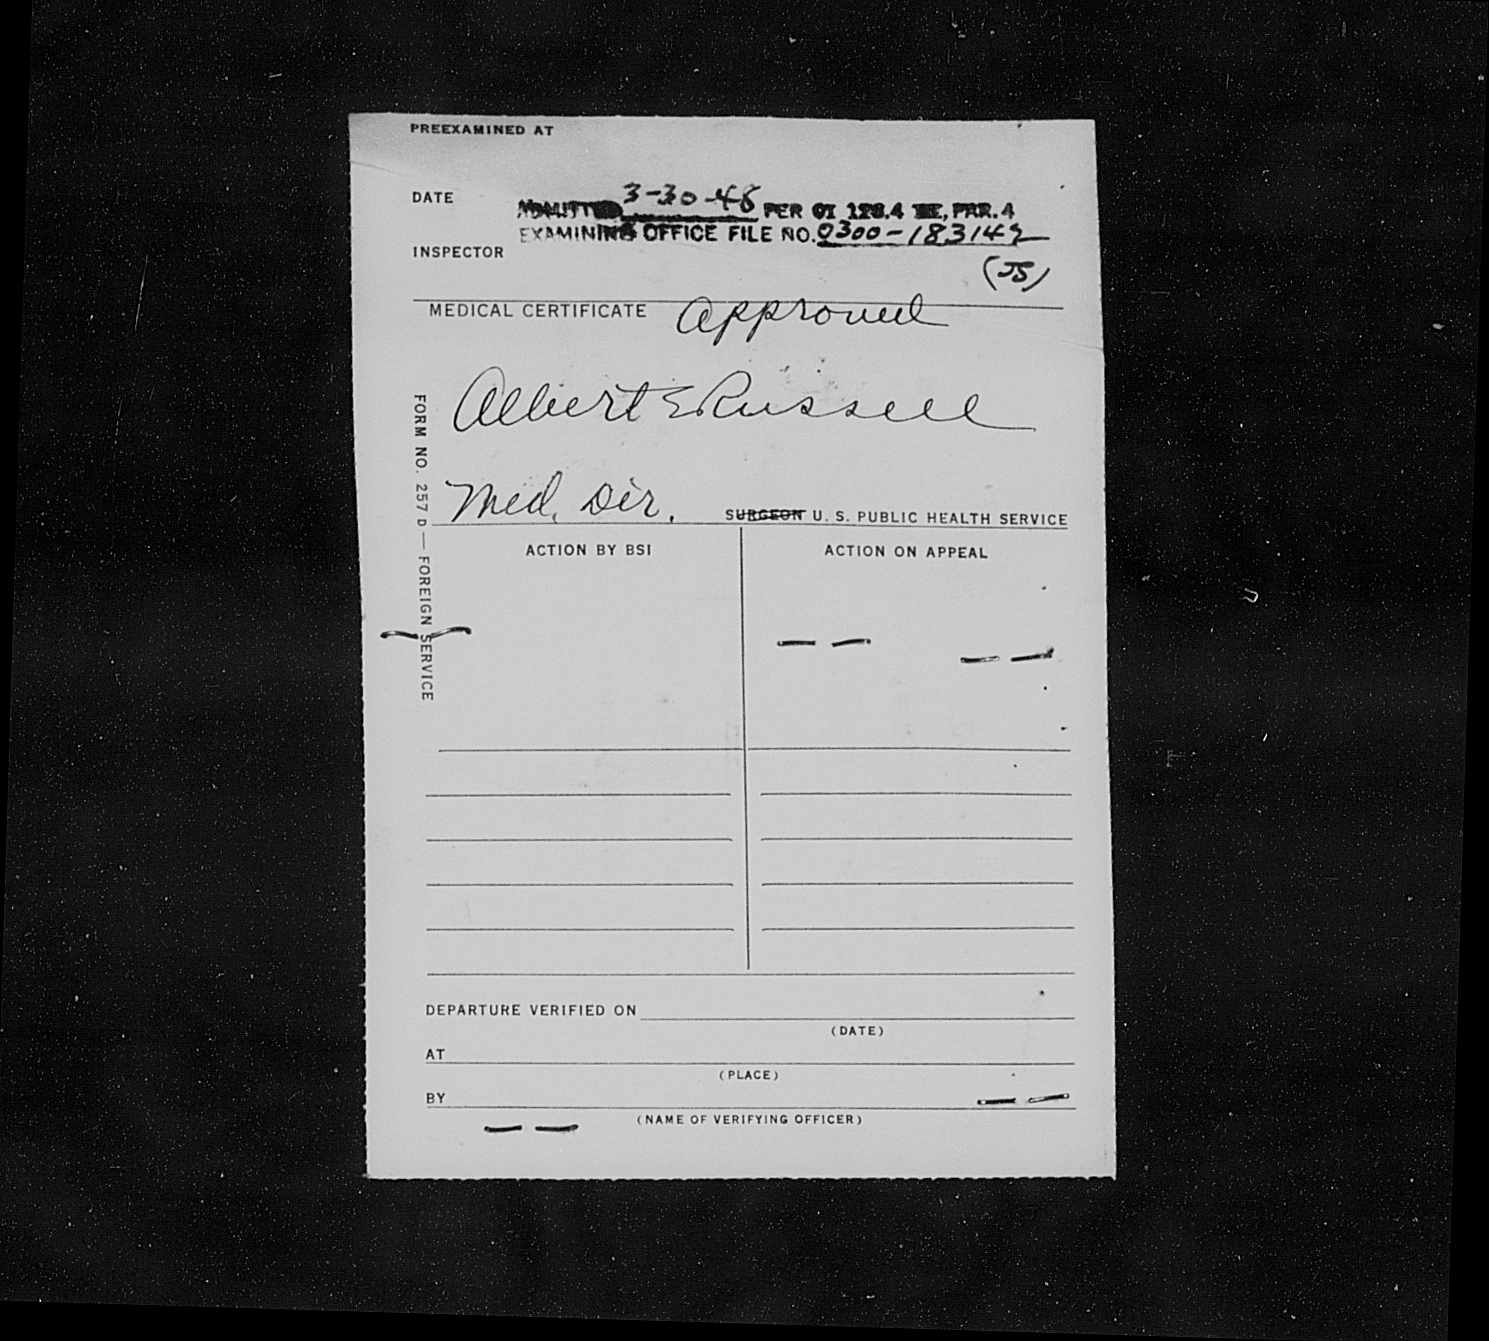 PREEXAMINED AT
DATE
ADMITTED 3-30-48 PER OI 128.4 PAR. 4
EXAMINING OFFICE FILE NO. 0300-183142
INSPECTOR
(JS)
MEDICAL CERTIFICATE Approved
Albert E Russell
Med. Dir.
SURGEON U. S. PUBLIC HEALTH SERVICE
FORM NO. 257 D — FOREIGN SERVICE
ACTION BY BSI
ACTION ON APPEAL
DEPARTURE VERIFIED ON
(DATE)
AT
(PLACE)
BY
(NAME OF VERIFYING OFFICER)